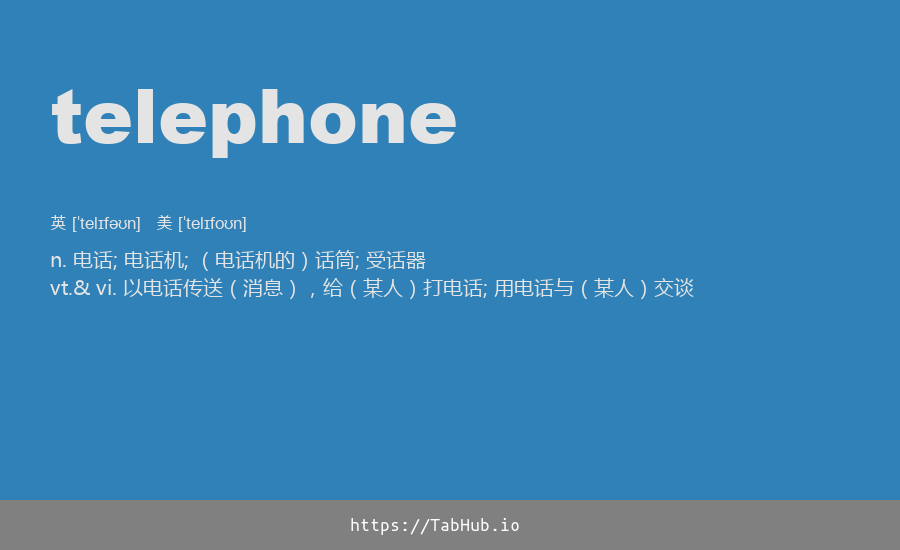 telephone
英 [ˈtelɪfəʊn] 美 [ˈtelɪfoʊn]
n. 电话; 电话机; （电话机的）话筒; 受话器
vt.& vi. 以电话传送（消息），给（某人）打电话; 用电话与（某人）交谈
https://TabHub.io